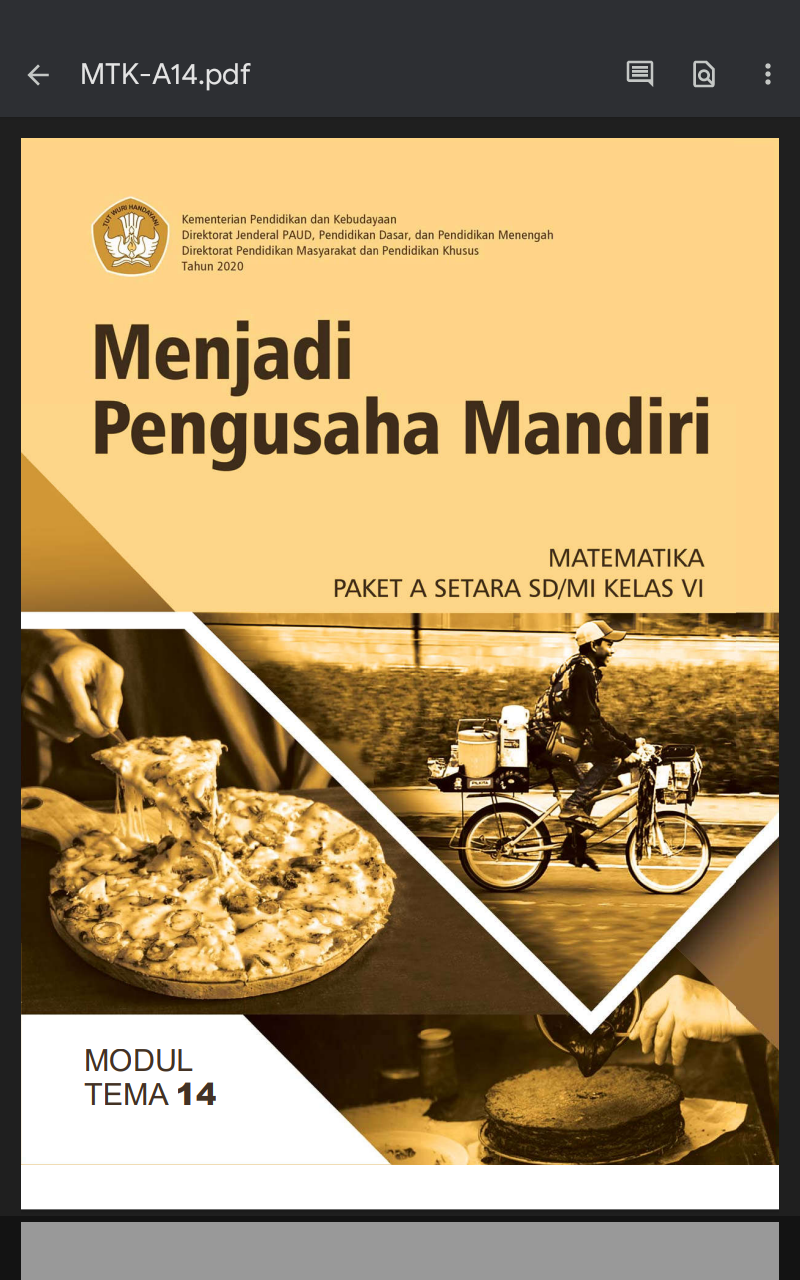 MTK-A14.pdf
TUT WURI HANDAYANI
Kementerian Pendidikan dan Kebudayaan
Direktorat Jenderal PAUD, Pendidikan Dasar, dan Pendidikan Menengah
Direktorat Pendidikan Masyarakat dan Pendidikan Khusus
Tahun 2020
Menjadi
Pengusaha Mandiri
MATEMATIKA
PAKET A SETARA SD/MI KELAS VI
MODUL
TEMA 14